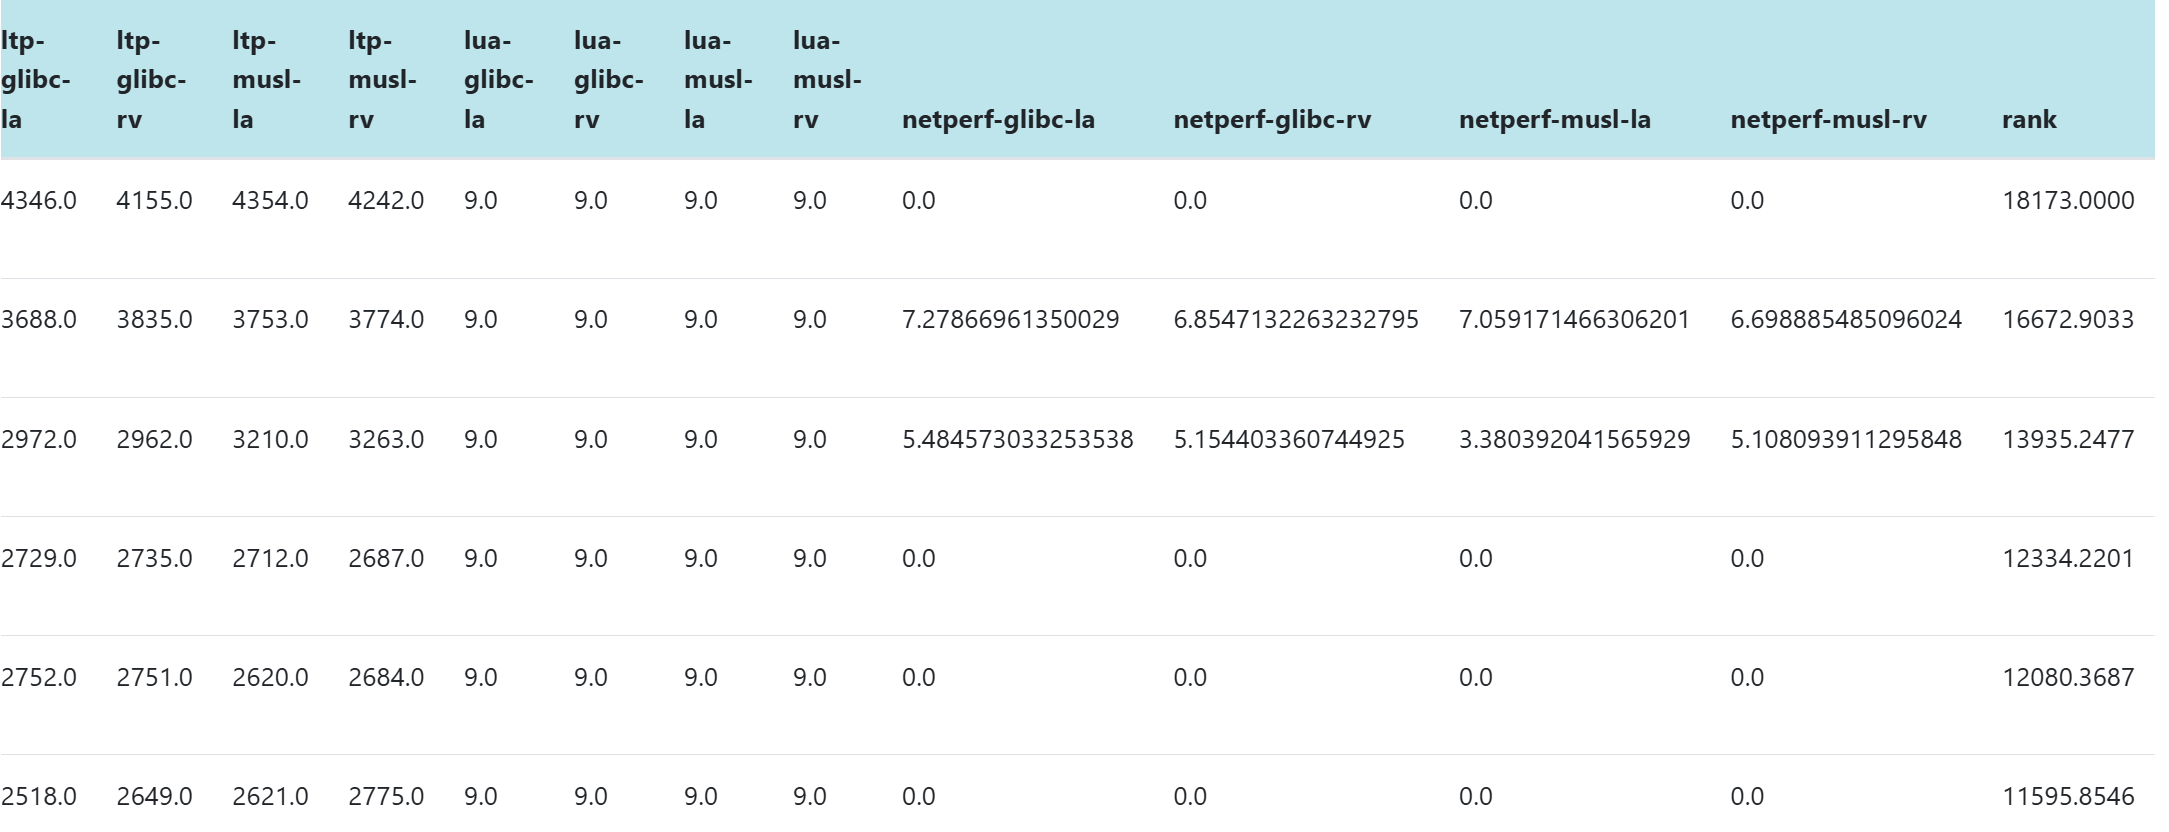 ltp- ltp- ltp- ltp- lua- lua- lua- lua-
glibc- glibc- musl- musl- glibc- glibc- musl- musl-
la rv la rv la rv la rv netperf-glibc-la netperf-glibc-rv netperf-musl-la netperf-musl-rv rank
4346.0 4155.0 4354.0 4242.0 9.0 9.0 9.0 9.0 0.0 0.0 0.0 0.0 18173.0000
3688.0 3835.0 3753.0 3774.0 9.0 9.0 9.0 9.0 7.27866961350029 6.8547132263232795 7.059171466306201 6.698885485096024 16672.9033
2972.0 2962.0 3210.0 3263.0 9.0 9.0 9.0 9.0 5.484573033253538 5.154403360744925 3.380392041565929 5.108093911295848 13935.2477
2729.0 2735.0 2712.0 2687.0 9.0 9.0 9.0 9.0 0.0 0.0 0.0 0.0 12334.2201
2752.0 2751.0 2620.0 2684.0 9.0 9.0 9.0 9.0 0.0 0.0 0.0 0.0 12080.3687
2518.0 2649.0 2621.0 2775.0 9.0 9.0 9.0 9.0 0.0 0.0 0.0 0.0 11595.8546